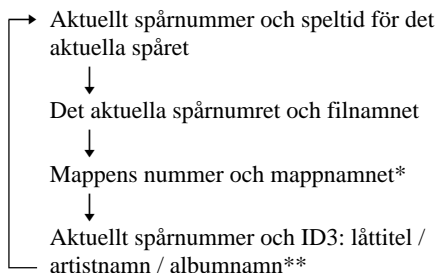 Aktuellt spårnummer och speltid för det
aktuella spåret
Det aktuella spårnumret och filnamnet
Mappens nummer och mappnamnet*
Aktuellt spårnummer och ID3: låttitel /
artistnamn / albumnamn**